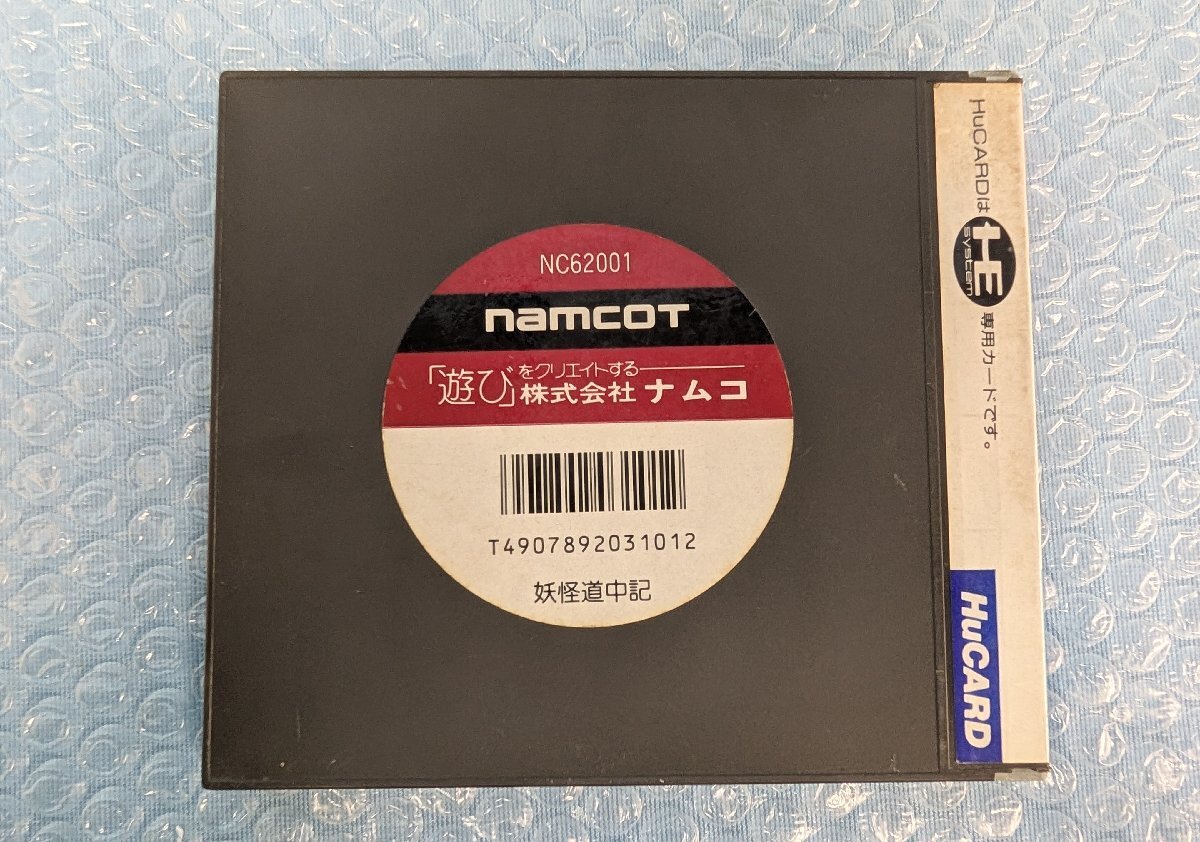 NC62001
namcot
「遊び」をクリエイトする
株式会社 ナムコ
T4907892031012
妖怪道中記
HuCARDは HE system 専用カードです。
HuCARD